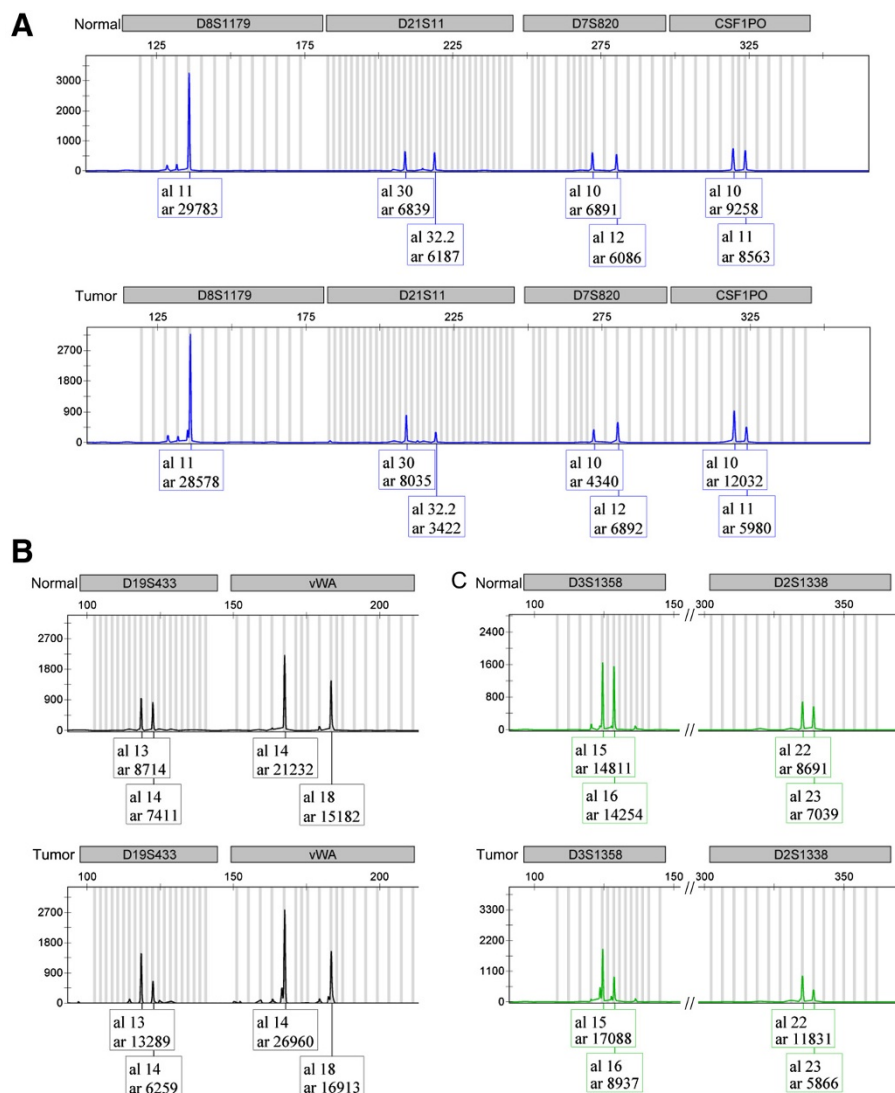 A
Normal D8S1179 D21S11 D7S820 CSF1PO
125 175 225 275 325
3000
2000
1000
0
al 11
ar 29783
al 30
ar 6839
al 32.2
ar 6187
al 10
ar 6891
al 12
ar 6086
al 10
ar 9258
al 11
ar 8563
Tumor D8S1179 D21S11 D7S820 CSF1PO
125 175 225 275 325
2700
1800
900
0
al 11
ar 28578
al 30
ar 8035
al 32.2
ar 3422
al 10
ar 4340
al 12
ar 6892
al 10
ar 12032
al 11
ar 5980
B
Normal D19S433 vWA
100 150 200
2700
1800
900
0
al 13
ar 8714
al 14
ar 7411
al 14
ar 21232
al 18
ar 15182
Tumor D19S433 vWA
100 150 200
2700
1800
900
0
al 13
ar 13289
al 14
ar 6259
al 14
ar 26960
al 18
ar 16913
C
Normal D3S1358 D2S1338
100 150 // 300 350
2400
1600
800
0
//
al 15
ar 14811
al 16
ar 14254
al 22
ar 8691
al 23
ar 7039
Tumor D3S1358 D2S1338
100 150 // 300 350
3300
2200
1100
0
//
al 15
ar 17088
al 16
ar 8937
al 22
ar 11831
al 23
ar 5866